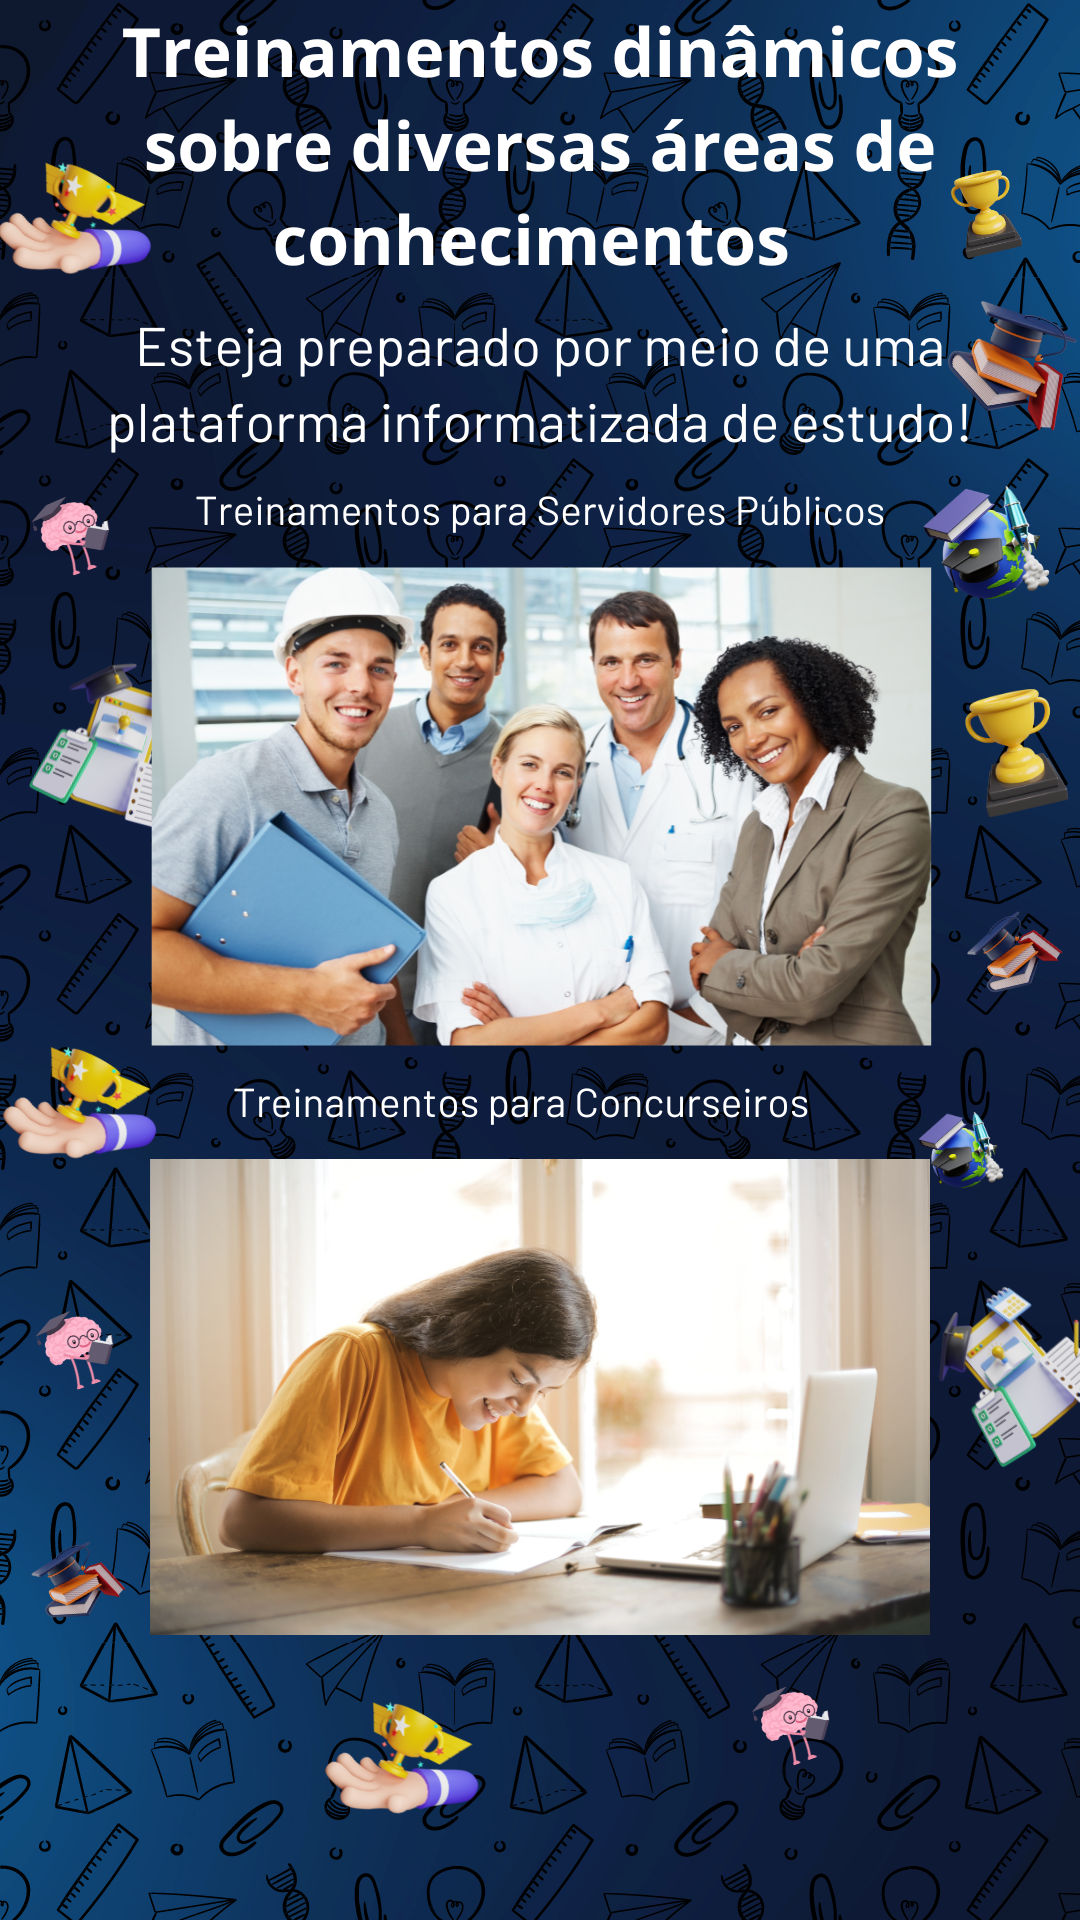 Treinamentos dinâmicos
sobre diversas áreas de
conhecimentos
Esteja preparado por meio de uma
plataforma informatizada de estudo!
Treinamentos para Servidores Públicos
Treinamentos para Concurseiros